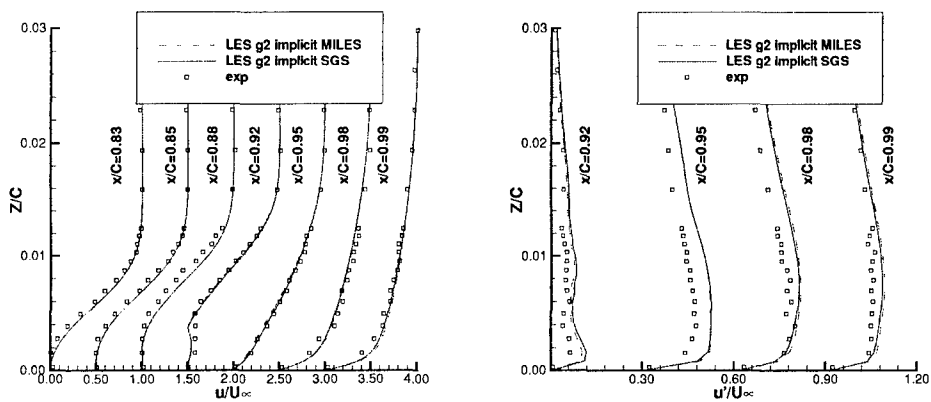 0.03
0.02
0.01
0.00
Z/C
LES g2 implicit MILES
LES g2 implicit SGS
exp
x/C=0.83
x/C=0.85
x/C=0.88
x/C=0.92
x/C=0.95
x/C=0.98
x/C=0.99
0.00 0.50 1.00 1.50 2.00 2.50 3.00 3.50 4.00
u/U∞
0.03
0.02
0.01
0.00
Z/C
LES g2 implicit MILES
LES g2 implicit SGS
exp
x/C=0.92
x/C=0.95
x/C=0.98
x/C=0.99
0.00 0.30 0.60 0.90 1.20
u'/U∞